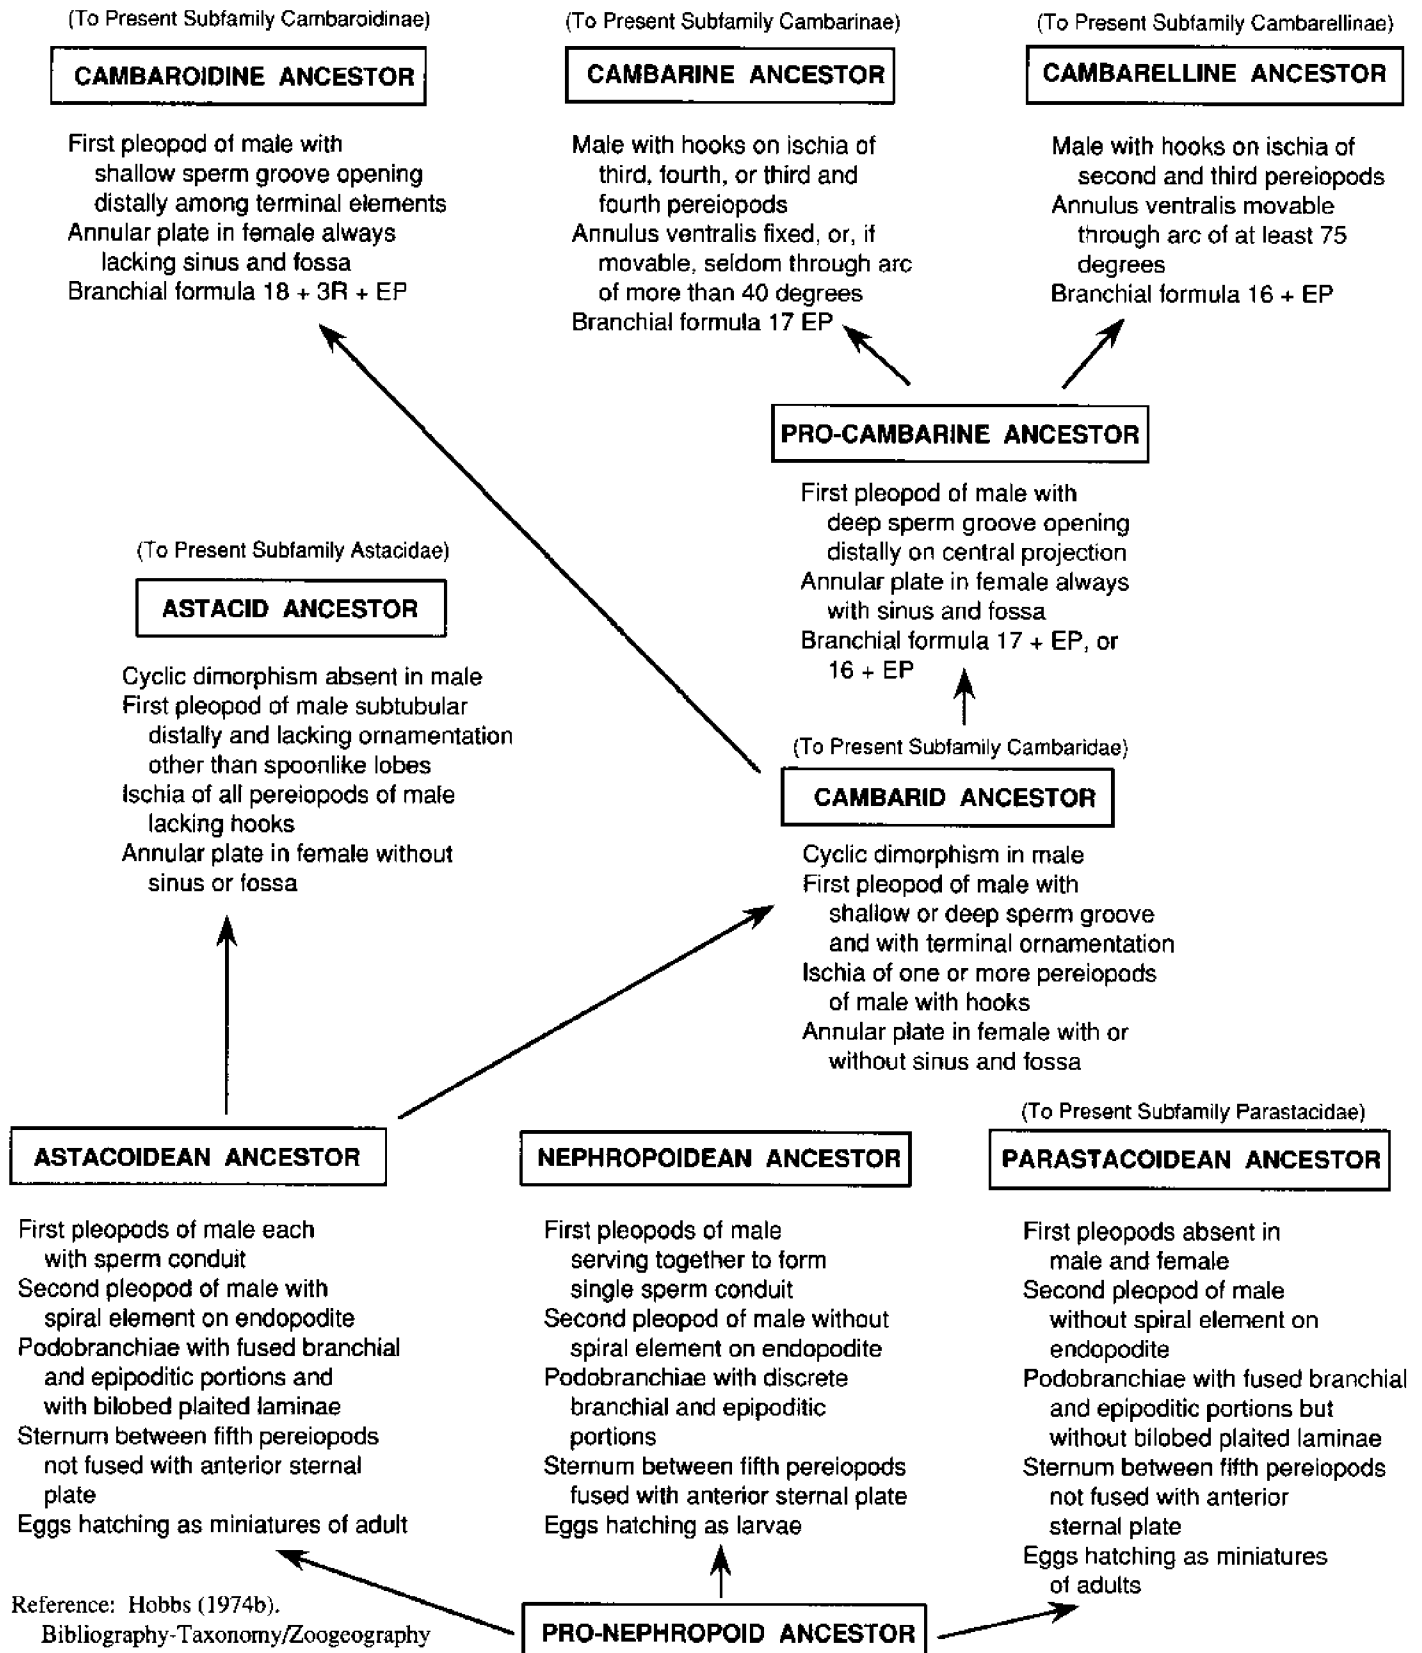 (To Present Subfamily Cambaroidinae)
CAMBAROIDINE ANCESTOR
First pleopod of male with
shallow sperm groove opening
distally among terminal elements
Annular plate in female always
lacking sinus and fossa
Branchial formula 18 + 3R + EP
(To Present Subfamily Cambarinae)
CAMBARINE ANCESTOR
Male with hooks on ischia of
third, fourth, or third and
fourth pereiopods
Annulus ventralis fixed, or, if
movable, seldom through arc
of more than 40 degrees
Branchial formula 17 EP
(To Present Subfamily Cambarellinae)
CAMBARELLINE ANCESTOR
Male with hooks on ischia of
second and third pereiopods
Annulus ventralis movable
through arc of at least 75
degrees
Branchial formula 16 + EP
PRO-CAMBARINE ANCESTOR
First pleopod of male with
deep sperm groove opening
distally on central projection
Annular plate in female always
with sinus and fossa
Branchial formula 17 + EP, or
16 + EP
(To Present Subfamily Astacidae)
ASTACID ANCESTOR
Cyclic dimorphism absent in male
First pleopod of male subtubular
distally and lacking ornamentation
other than spoonlike lobes
Ischia of all pereiopods of male
lacking hooks
Annular plate in female without
sinus or fossa
(To Present Subfamily Cambaridae)
CAMBARID ANCESTOR
Cyclic dimorphism in male
First pleopod of male with
shallow or deep sperm groove
and with terminal ornamentation
Ischia of one or more pereiopods
of male with hooks
Annular plate in female with or
without sinus and fossa
ASTACOIDEAN ANCESTOR
First pleopods of male each
with sperm conduit
Second pleopod of male with
spiral element on endopodite
Podobranchiae with fused branchial
and epipoditic portions and
with bilobed plaited laminae
Sternum between fifth pereiopods
not fused with anterior sternal
plate
Eggs hatching as miniatures of adult
NEPHROPOIDEAN ANCESTOR
First pleopods of male
serving together to form
single sperm conduit
Second pleopod of male without
spiral element on endopodite
Podobranchiae with discrete
branchial and epipoditic
portions
Sternum between fifth pereiopods
fused with anterior sternal plate
Eggs hatching as larvae
(To Present Subfamily Parastacidae)
PARASTACOIDEAN ANCESTOR
First pleopods absent in
male and female
Second pleopod of male
without spiral element on
endopodite
Podobranchiae with fused branchial
and epipoditic portions but
without bilobed plaited laminae
Sternum between fifth pereiopods
not fused with anterior
sternal plate
Eggs hatching as miniatures
of adults
Reference: Hobbs (1974b).
Bibliography-Taxonomy/Zoogeography
PRO-NEPHROPOID ANCESTOR